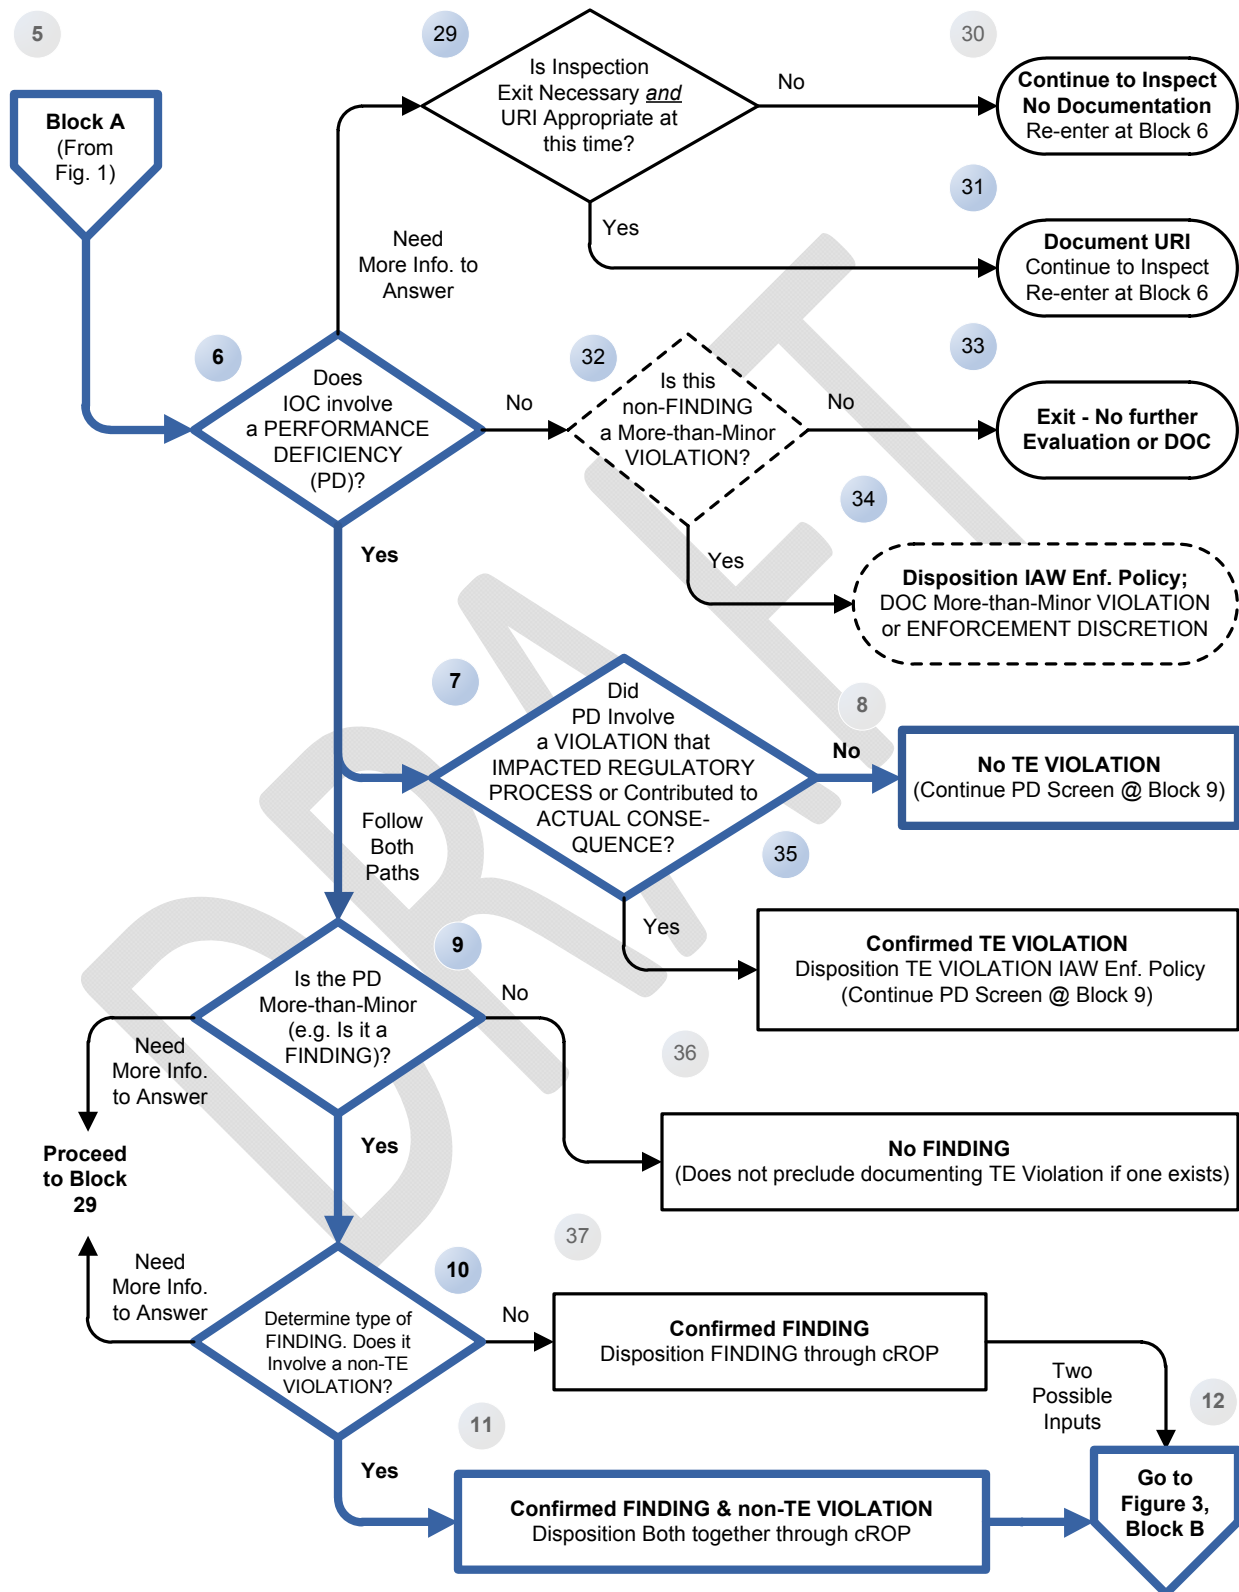 5
29
30
Block A
(From
Fig. 1)
Is Inspection
Exit Necessary and
URI Appropriate at
this time?
No
Continue to Inspect
No Documentation
Re-enter at Block 6
31
Yes
Need
More Info. to
Answer
Document URI
Continue to Inspect
Re-enter at Block 6
6
32
33
Does
IOC involve
a PERFORMANCE
DEFICIENCY
(PD)?
No
Is this
non-FINDING
a More-than-Minor
VIOLATION?
No
Exit - No further
Evaluation or DOC
34
Yes
Yes
Disposition IAW Enf. Policy;
DOC More-than-Minor VIOLATION
or ENFORCEMENT DISCRETION
7
8
Did
PD Involve
a VIOLATION that
IMPACTED REGULATORY
PROCESS or Contributed to
ACTUAL CONSE-
QUENCE?
No
No TE VIOLATION
(Continue PD Screen @ Block 9)
Follow
Both
Paths
35
Yes
Confirmed TE VIOLATION
Disposition TE VIOLATION IAW Enf. Policy
(Continue PD Screen @ Block 9)
9
Is the PD
More-than-Minor
(e.g. Is it a
FINDING)?
No
36
Need
More Info.
to Answer
Yes
No FINDING
(Does not preclude documenting TE Violation if one exists)
Proceed
to Block
29
37
Need
More Info.
to Answer
10
Determine type of
FINDING. Does it
Involve a non-TE
VIOLATION?
No
Confirmed FINDING
Disposition FINDING through cROP
Two
Possible
Inputs
12
11
Yes
Confirmed FINDING & non-TE VIOLATION
Disposition Both together through cROP
Go to
Figure 3,
Block B
DRAFT